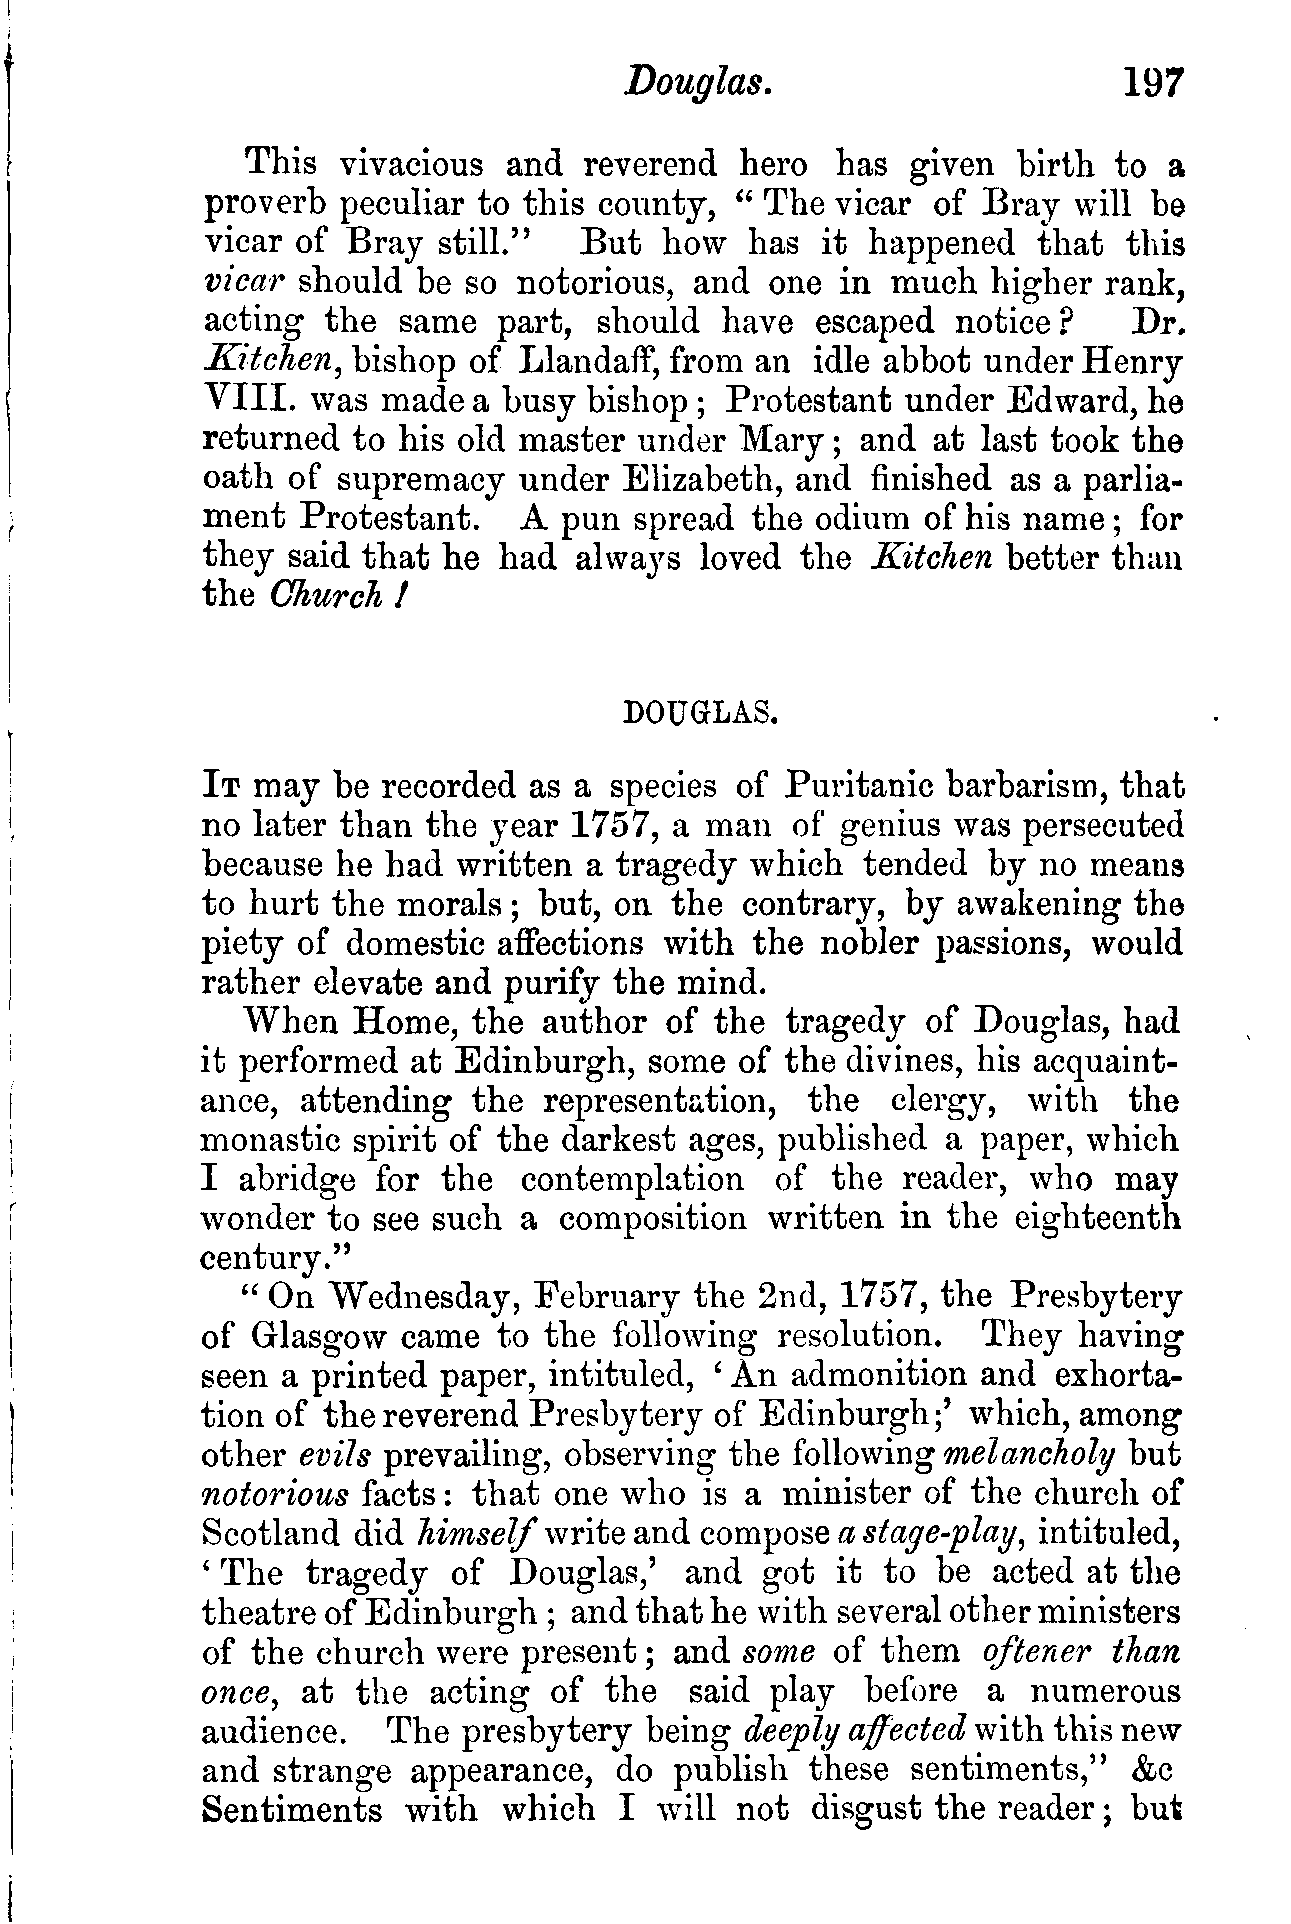 Douglas. 197
This vivacious and reverend hero has given birth to a
proverb peculiar to this county, “ The vicar of Bray will be
vicar of Bray still.” But how has it happened that this
vicar should be so notorious, and one in much higher rank,
acting the same part, should have escaped notice? Dr.
Kitchen, bishop of Llandaff, from an idle abbot under Henry
VIII. was made a busy bishop; Protestant under Edward, he
returned to his old master under Mary; and at last took the
oath of supremacy under Elizabeth, and finished as a parlia-
ment Protestant. A pun spread the odium of his name; for
they said that he had always loved the Kitchen better than
the Church!
DOUGLAS.
IT may be recorded as a species of Puritanic barbarism, that
no later than the year 1757, a man of genius was persecuted
because he had written a tragedy which tended by no means
to hurt the morals; but, on the contrary, by awakening the
piety of domestic affections with the nobler passions, would
rather elevate and purify the mind.
When Home, the author of the tragedy of Douglas, had
it performed at Edinburgh, some of the divines, his acquaint-
ance, attending the representation, the clergy, with the
monastic spirit of the darkest ages, published a paper, which
I abridge for the contemplation of the reader, who may
wonder to see such a composition written in the eighteenth
century.”
“ On Wednesday, February the 2nd, 1757, the Presbytery
of Glasgow came to the following resolution. They having
seen a printed paper, intituled, ‘ An admonition and exhorta-
tion of the reverend Presbytery of Edinburgh;’ which, among
other evils prevailing, observing the following melancholy but
notorious facts: that one who is a minister of the church of
Scotland did himself write and compose a stage-play, intituled,
‘ The tragedy of Douglas,’ and got it to be acted at the
theatre of Edinburgh; and that he with several other ministers
of the church were present; and some of them oftener than
once, at the acting of the said play before a numerous
audience. The presbytery being deeply affected with this new
and strange appearance, do publish these sentiments,” &c
Sentiments with which I will not disgust the reader; but